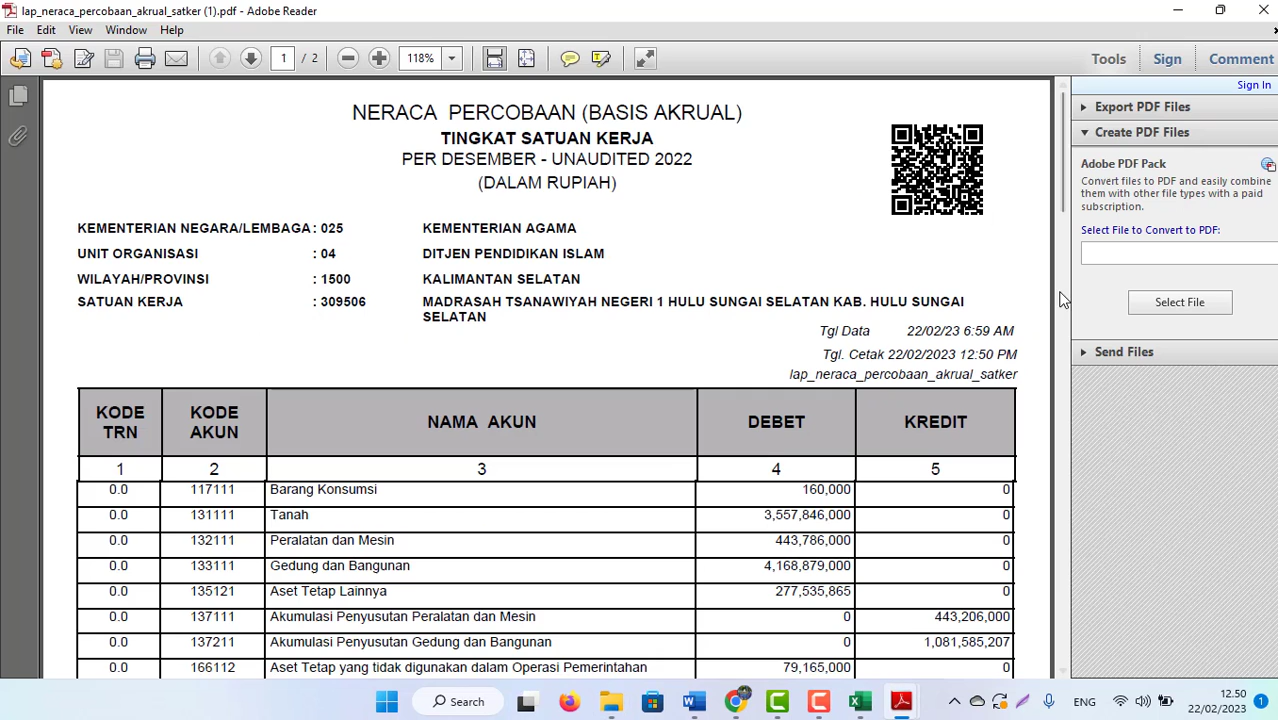 lap_neraca_percobaan_akrual_satker (1).pdf - Adobe Reader
File Edit View Window Help
1 / 2 118% Tools Sign Comment
Sign In
Export PDF Files
Create PDF Files
Adobe PDF Pack
Convert files to PDF and easily combine
them with other file types with a paid
subscription.
Select File to Convert to PDF:
Select File
Send Files
NERACA PERCOBAAN (BASIS AKRUAL)
TINGKAT SATUAN KERJA
PER DESEMBER - UNAUDITED 2022
(DALAM RUPIAH)
KEMENTERIAN NEGARA/LEMBAGA : 025 KEMENTERIAN AGAMA
UNIT ORGANISASI : 04 DITJEN PENDIDIKAN ISLAM
WILAYAH/PROVINSI : 1500 KALIMANTAN SELATAN
SATUAN KERJA : 309506 MADRASAH TSANAWIYAH NEGERI 1 HULU SUNGAI SELATAN KAB. HULU SUNGAI
SELATAN
Tgl Data 22/02/23 6:59 AM
Tgl. Cetak 22/02/2023 12:50 PM
lap_neraca_percobaan_akrual_satker
KODE TRN KODE AKUN NAMA AKUN DEBET KREDIT
1 2 3 4 5
0.0 117111 Barang Konsumsi 160,000 0
0.0 131111 Tanah 3,557,846,000 0
0.0 132111 Peralatan dan Mesin 443,786,000 0
0.0 133111 Gedung dan Bangunan 4,168,879,000 0
0.0 135121 Aset Tetap Lainnya 277,535,865 0
0.0 137111 Akumulasi Penyusutan Peralatan dan Mesin 0 443,206,000
0.0 137211 Akumulasi Penyusutan Gedung dan Bangunan 0 1,081,585,207
0.0 166112 Aset Tetap yang tidak digunakan dalam Operasi Pemerintahan 79,165,000 0
Search ENG 12.50
22/02/2023 1